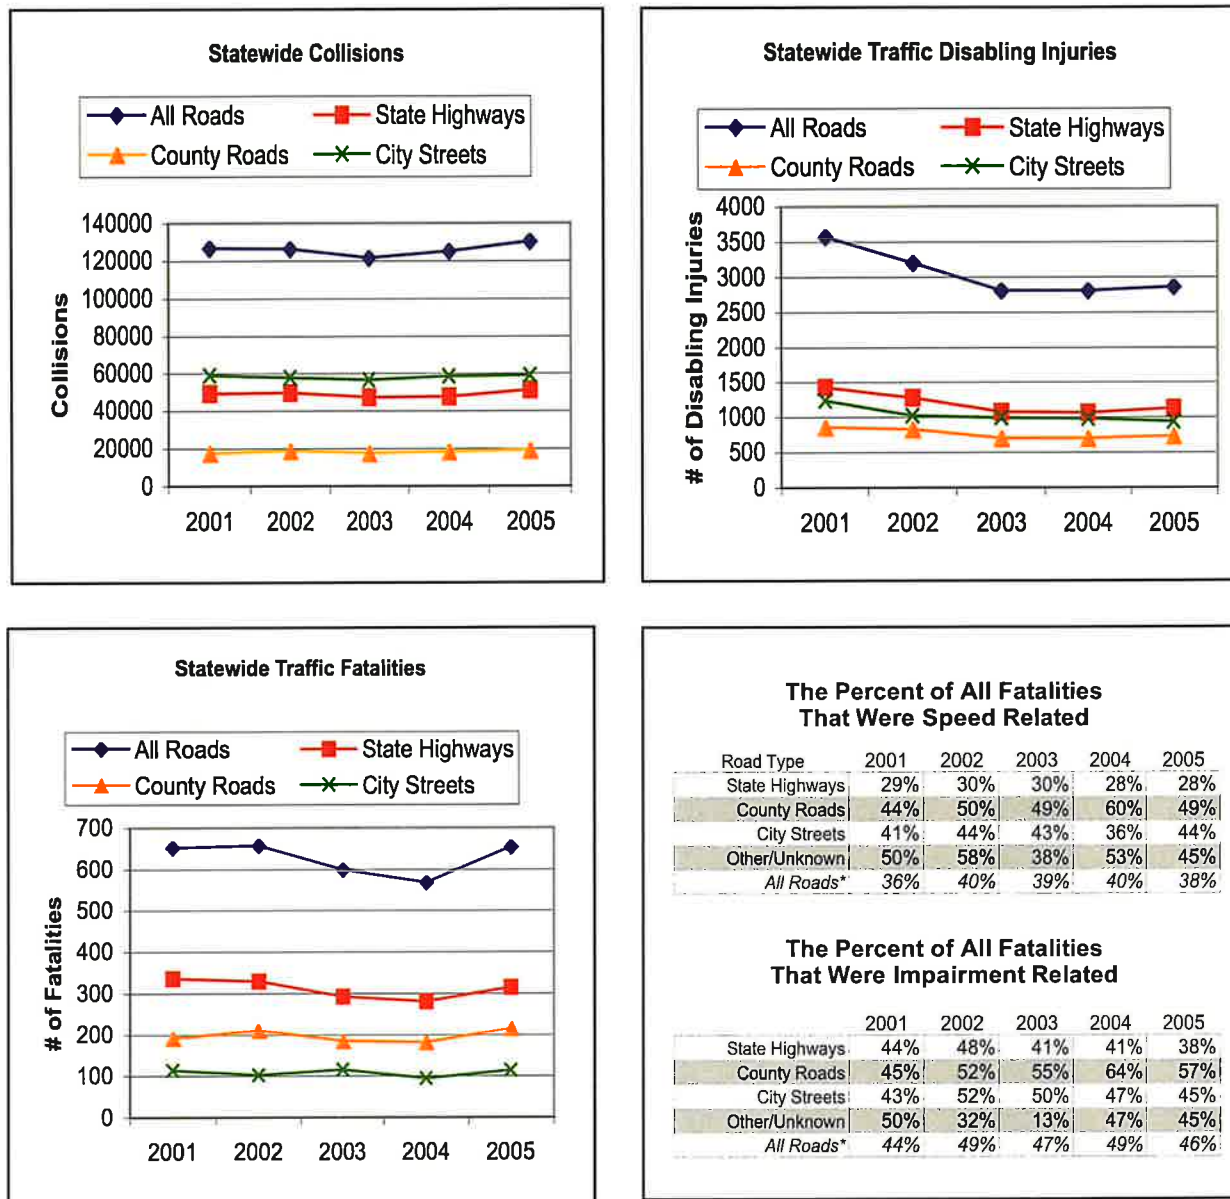 Statewide Collisions
All Roads State Highways
County Roads City Streets
Collisions
140000
120000
100000
80000
60000
40000
20000
0
2001 2002 2003 2004 2005
Statewide Traffic Disabling Injuries
All Roads State Highways
County Roads City Streets
# of Disabling Injuries
4000
3500
3000
2500
2000
1500
1000
500
0
2001 2002 2003 2004 2005
Statewide Traffic Fatalities
All Roads State Highways
County Roads City Streets
# of Fatalities
700
600
500
400
300
200
100
0
2001 2002 2003 2004 2005
The Percent of All Fatalities
That Were Speed Related
Road Type 2001 2002 2003 2004 2005
State Highways 29% 30% 30% 28% 28%
County Roads 44% 50% 49% 60% 49%
City Streets 41% 44% 43% 36% 44%
Other/Unknown 50% 58% 38% 53% 45%
All Roads* 36% 40% 39% 40% 38%
The Percent of All Fatalities
That Were Impairment Related
2001 2002 2003 2004 2005
State Highways 44% 48% 41% 41% 38%
County Roads 45% 52% 55% 64% 57%
City Streets 43% 52% 50% 47% 45%
Other/Unknown 50% 32% 13% 47% 45%
All Roads* 44% 49% 47% 49% 46%